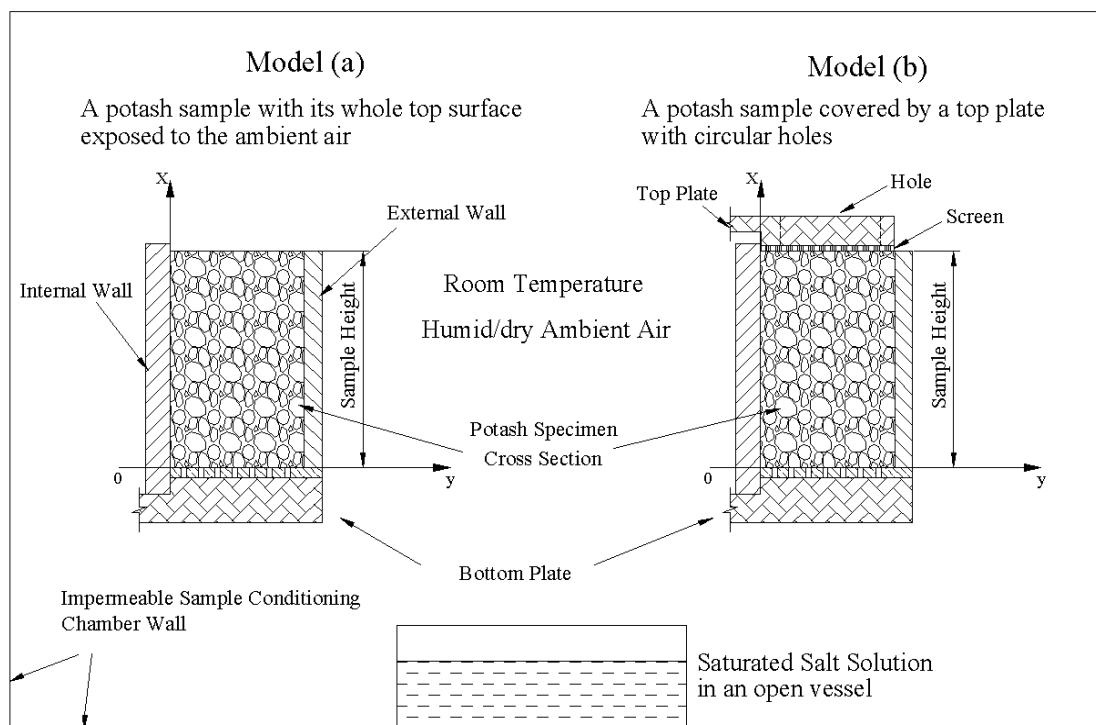 Model (a)
A potash sample with its whole top surface
exposed to the ambient air
Model (b)
A potash sample covered by a top plate
with circular holes
X
External Wall
Internal Wall
Sample Height
0
y
Room Temperature
Humid/dry Ambient Air
Potash Specimen
Cross Section
Bottom Plate
X
Top Plate
Hole
Screen
Sample Height
0
y
Impermeable Sample Conditioning
Chamber Wall
Saturated Salt Solution
in an open vessel